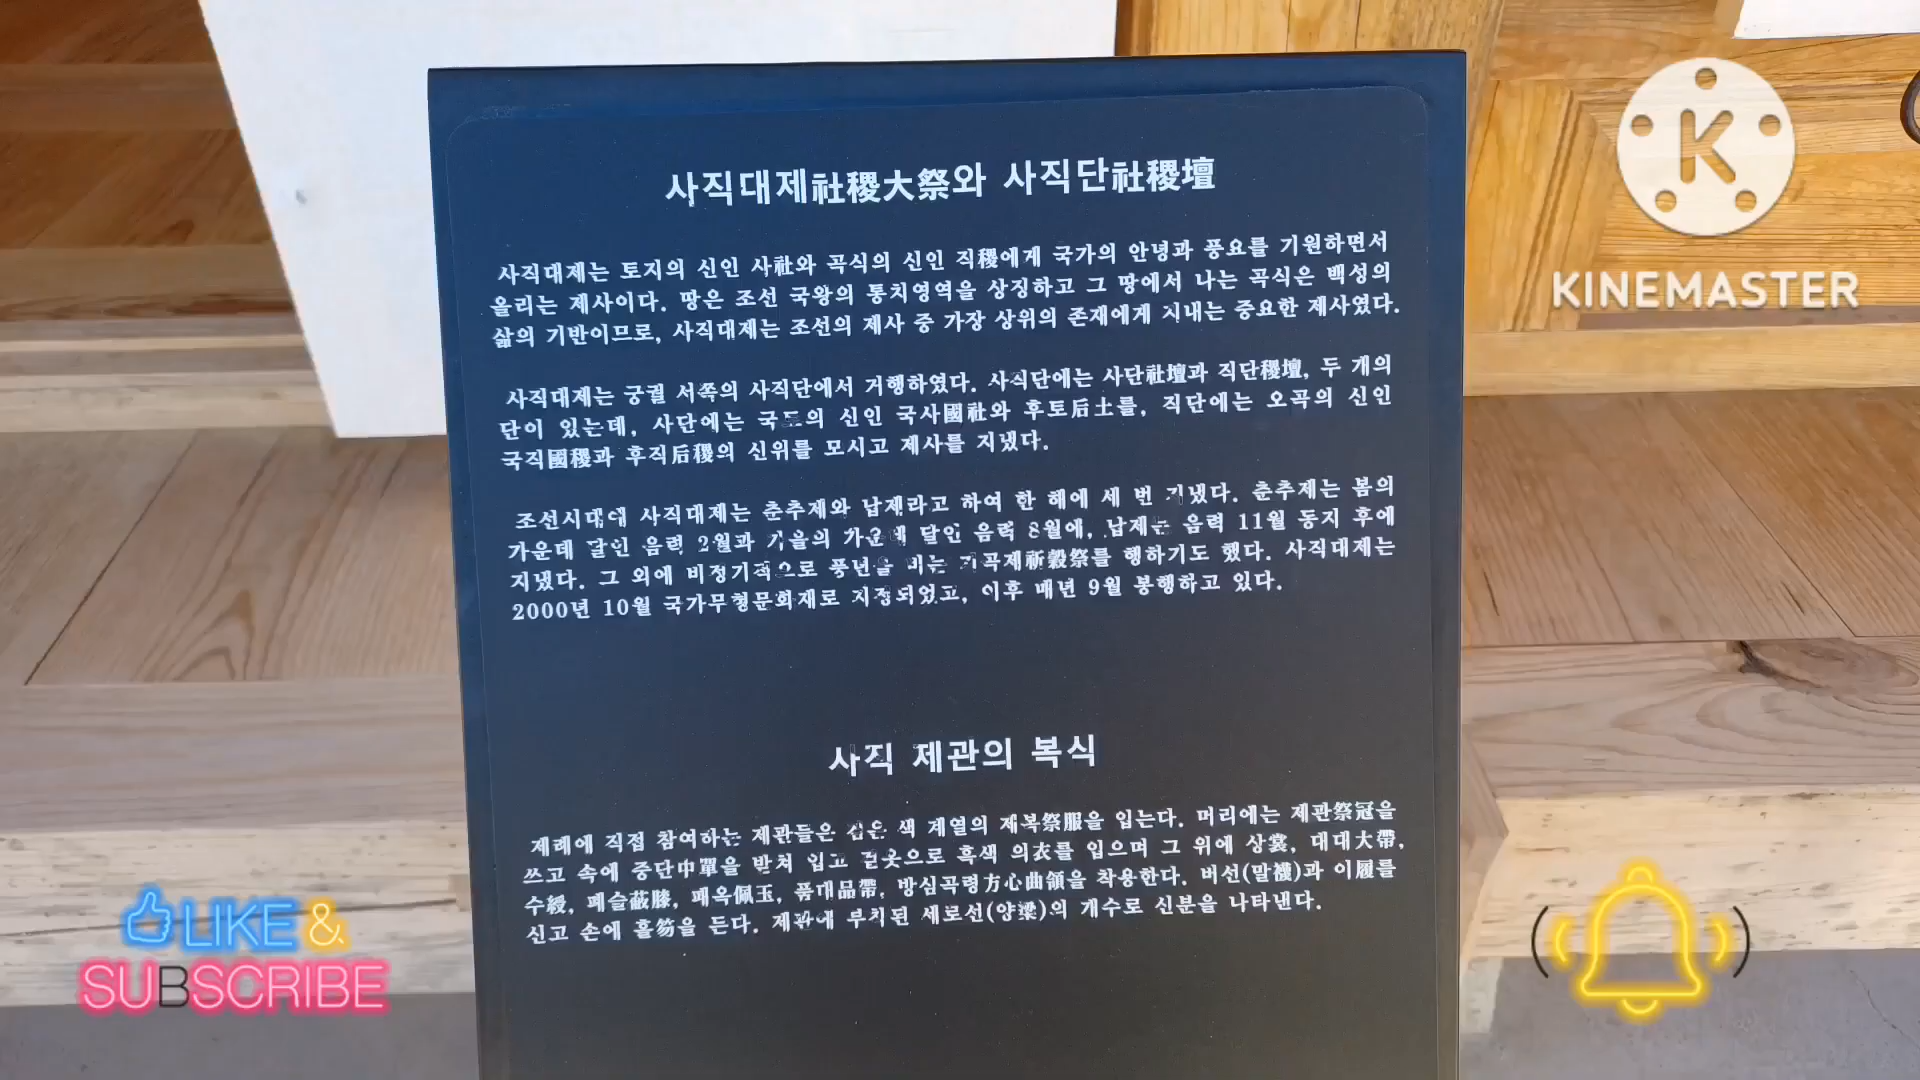 사직대제社稷大祭와 사직단社稷壇
사직대제는 토지의 신인 사社와 곡식의 신인 직稷에게 국가의 안녕과 풍요를 기원하면서
올리는 제사이다. 땅은 조선 국왕의 통치영역을 상징하고 그 땅에서 나는 곡식은 백성의
삶의 기반이므로, 사직대제는 조선의 제사 중 가장 상위의 존재에게 지내는 중요한 제사였다.
사직대제는 궁궐 서쪽의 사직단에서 거행하였다. 사직단에는 사단社壇과 직단稷壇, 두 개의
단이 있는데, 사단에는 국토의 신인 국사國社와 후토后土를, 직단에는 오곡의 신인
국직國稷과 후직后稷의 신위를 모시고 제사를 지냈다.
조선시대에 사직대제는 춘추제와 납제라고 하여 한 해에 세 번 지냈다. 춘추제는 봄의
가운데 달인 음력 2월과 가을의 가운데 달인 음력 8월에, 납제는 음력 11월 동지 후에
지냈다. 그 외에 비정기적으로 풍년을 비는 기곡제祈穀祭를 행하기도 했다. 사직대제는
2000년 10월 국가무형문화재로 지정되었고, 이후 매년 9월 봉행하고 있다.
사직 제관의 복식
제례에 직접 참여하는 제관들은 검은 색 계열의 제복祭服을 입는다. 머리에는 제관祭冠을
쓰고 속에 중단中單을 받쳐 입고 겉옷으로 흑색 의衣를 입으며 그 위에 상裳, 대대大帶,
수綬, 폐슬蔽膝, 패옥佩玉, 품대品帶, 방심곡령方心曲領을 착용한다. 버선(말襪)과 이履를
신고 손에 홀笏을 든다. 제관에 부착된 세로선(양梁)의 개수로 신분을 나타낸다.
K
KINEMASTER
LIKE &
SUBSCRIBE